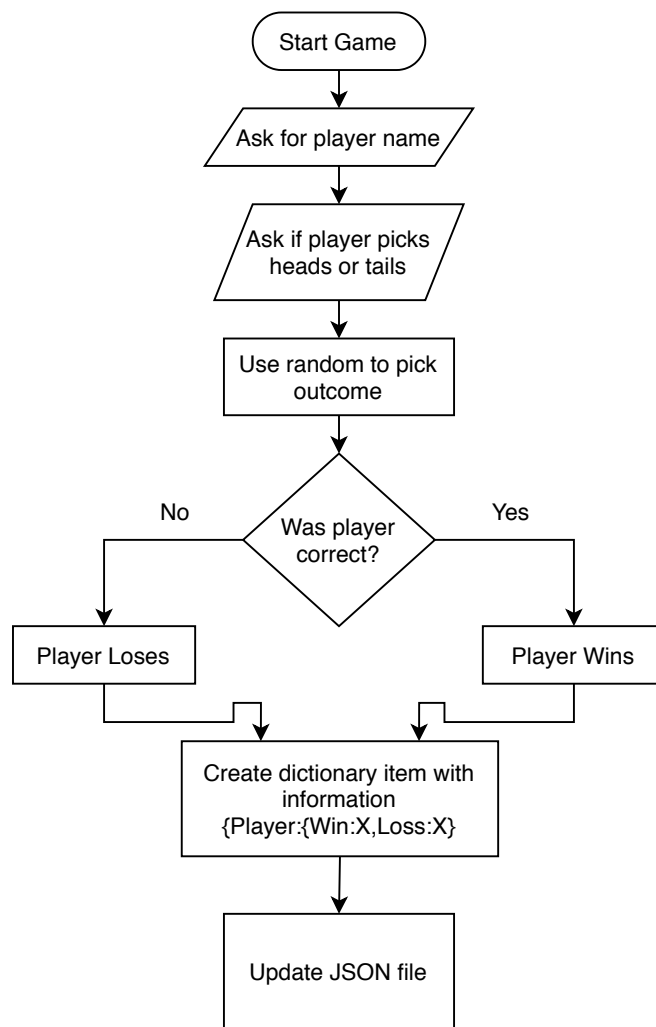 Start Game
Ask for player name
Ask if player picks
heads or tails
Use random to pick
outcome
Was player
correct?
No
Yes
Player Loses
Player Wins
Create dictionary item with
information
{Player:{Win:X,Loss:X}
Update JSON file